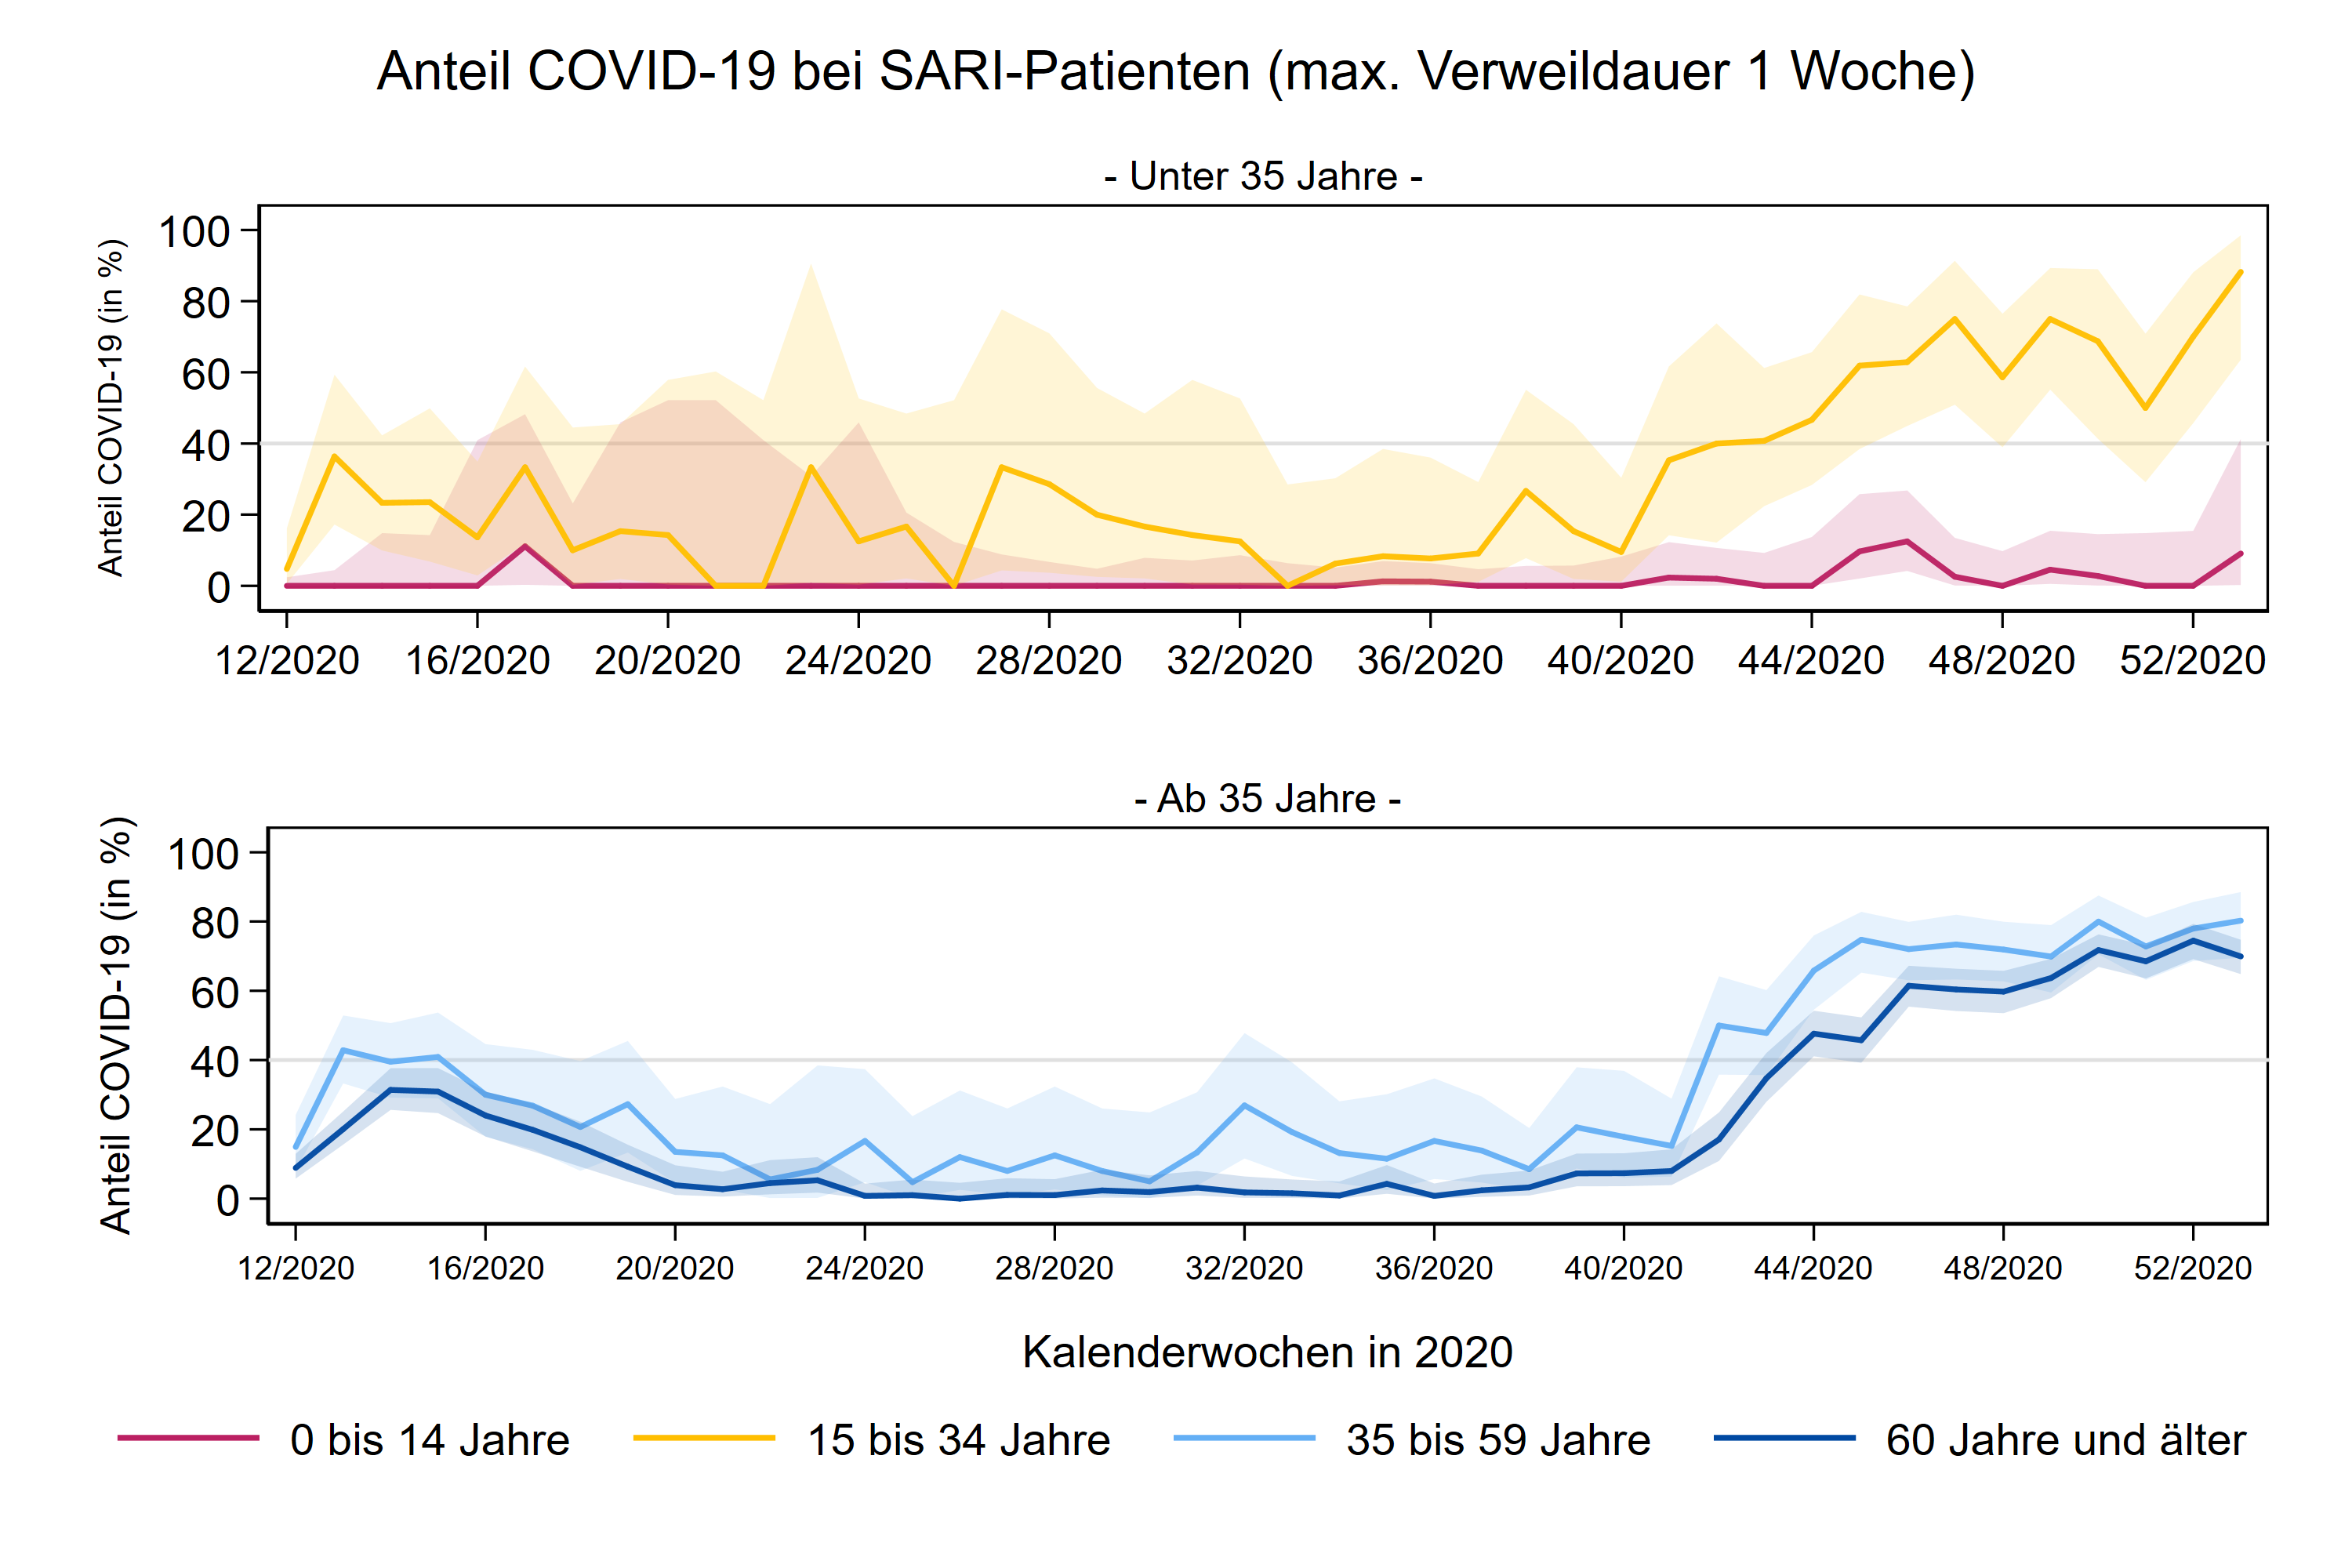 Anteil COVID-19 bei SARI-Patienten (max. Verweildauer 1 Woche)
- Unter 35 Jahre -
Anteil COVID-19 (in %)
100
80
60
40
20
0
12/2020 16/2020 20/2020 24/2020 28/2020 32/2020 36/2020 40/2020 44/2020 48/2020 52/2020
- Ab 35 Jahre -
Anteil COVID-19 (in %)
100
80
60
40
20
0
12/2020 16/2020 20/2020 24/2020 28/2020 32/2020 36/2020 40/2020 44/2020 48/2020 52/2020
Kalenderwochen in 2020
0 bis 14 Jahre 15 bis 34 Jahre 35 bis 59 Jahre 60 Jahre und älter